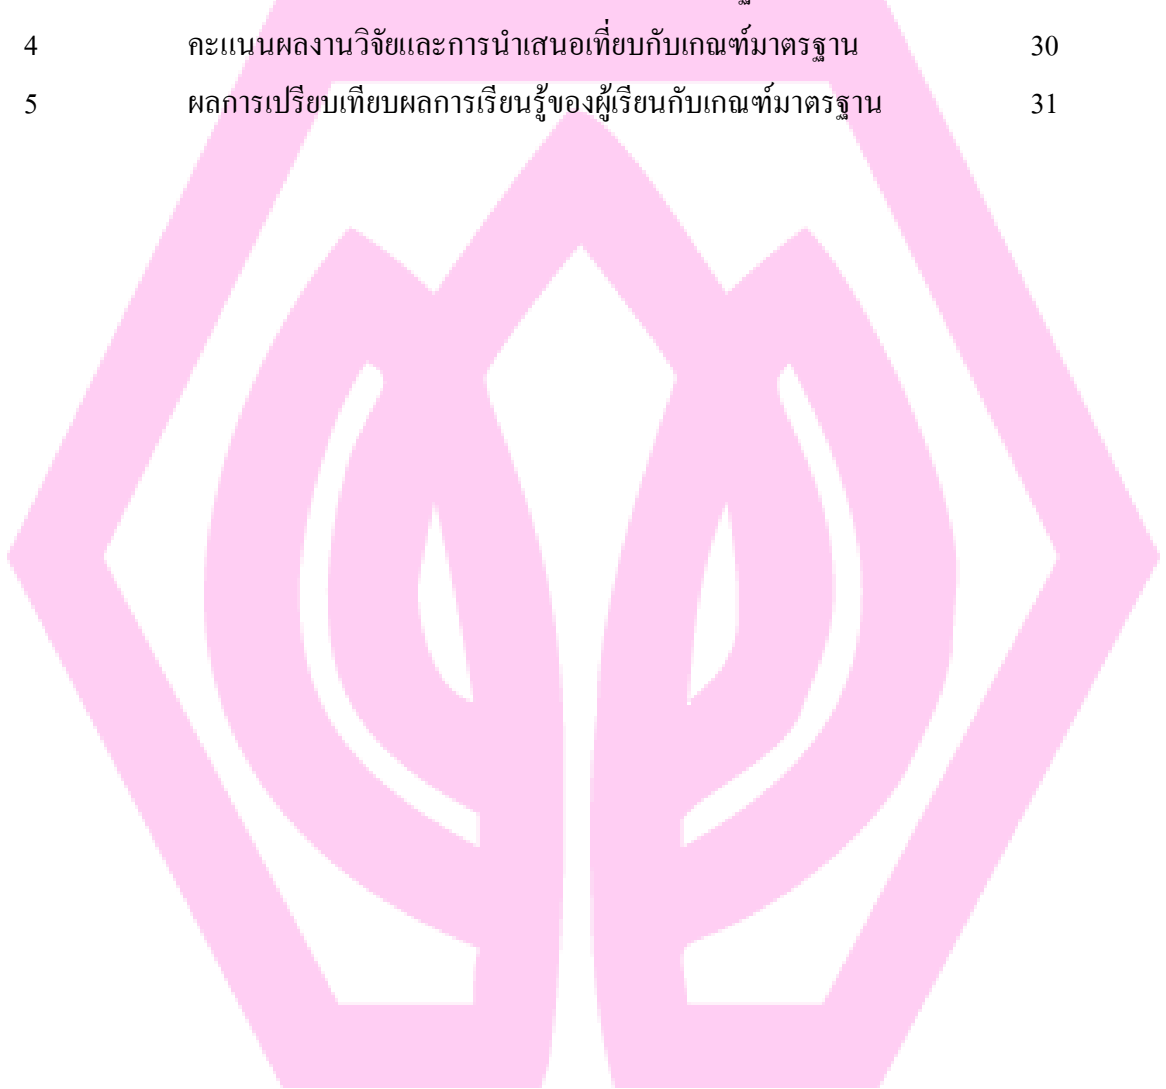 4 คะแนนผลงานวิจัยและการนำเสนอเที่ยบกับเกณฑ์มาตรฐาน 30
5 ผลการเปรียบเทียบผลการเรียนรู้ของผู้เรียนกับเกณฑ์มาตรฐาน 31